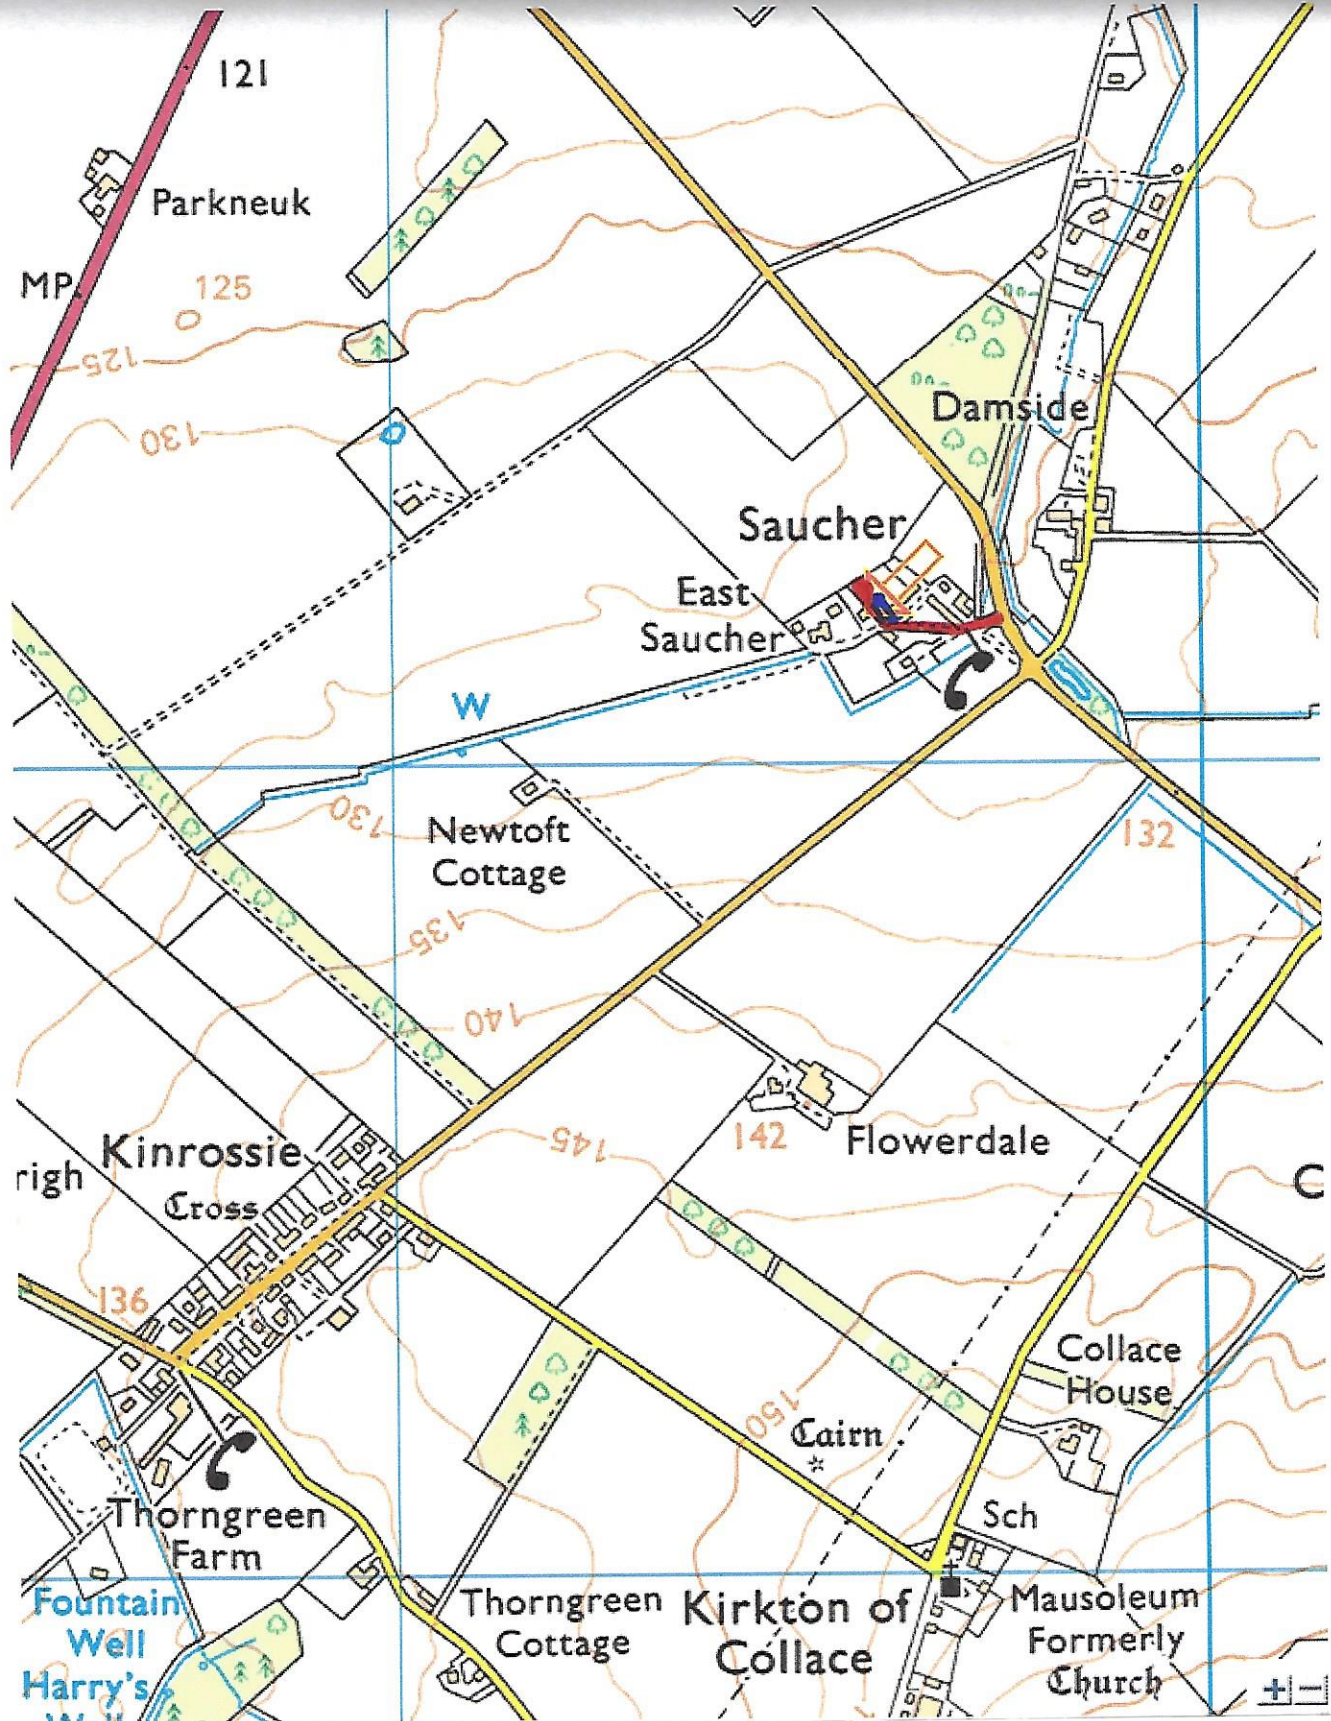 121
Parkneuk
MP
125
125
130
Damside
Saucher
East
Saucher
W
130
Newtoft
Cottage
132
135
140
145
142
Flowerdale
Kinrossie
righ
Cross
C
136
Collace
House
150
Cairn
Sch
Thorngreen
Farm
Fountain
Well
Harry's
Thorngreen
Cottage
Kirkton of
Collace
Mausoleum
Formerly
Church